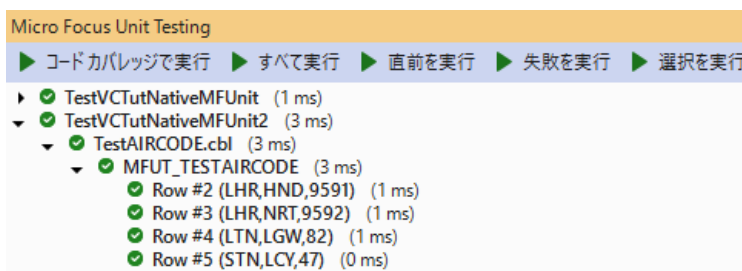 Micro Focus Unit Testing
コード カバレッジで実行 すべて実行 直前を実行 失敗を実行 選択を実行
TestVCTutNativeMFUnit (1 ms)
TestVCTutNativeMFUnit2 (3 ms)
TestAIRCODE.cbl (3 ms)
MFUT_TESTAIRCODE (3 ms)
Row #2 (LHR,HND,9591) (1 ms)
Row #3 (LHR,NRT,9592) (1 ms)
Row #4 (LTN,LGW,82) (1 ms)
Row #5 (STN,LCY,47) (0 ms)